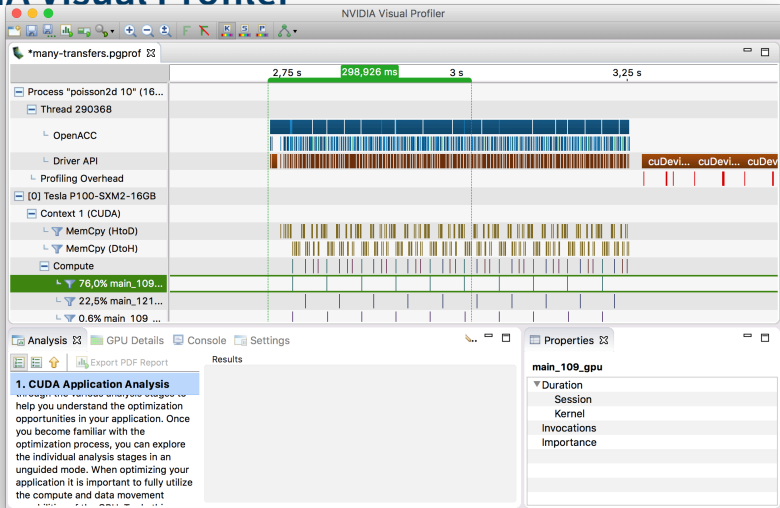 A Visual Profiler
NVIDIA Visual Profiler
*many-transfers.pgprof
2,75 s
298,926 ms
3 s
3,25 s
Process "poisson2d 10" (16...
Thread 290368
OpenACC
Driver API
cuDevi...
cuDevi...
cuDev
Profiling Overhead
[0] Tesla P100-SXM2-16GB
Context 1 (CUDA)
MemCpy (HtoD)
MemCpy (DtoH)
Compute
76,0% main_109...
22,5% main_121...
0,6% main_109_...
Analysis
GPU Details
Console
Settings
Properties
Export PDF Report
Results
1. CUDA Application Analysis
through the various analysis stages to
help you understand the optimization
opportunities in your application. Once
you become familiar with the
optimization process, you can explore
the individual analysis stages in an
unguided mode. When optimizing your
application it is important to fully utilize
the compute and data movement
main_109_gpu
Duration
Session
Kernel
Invocations
Importance